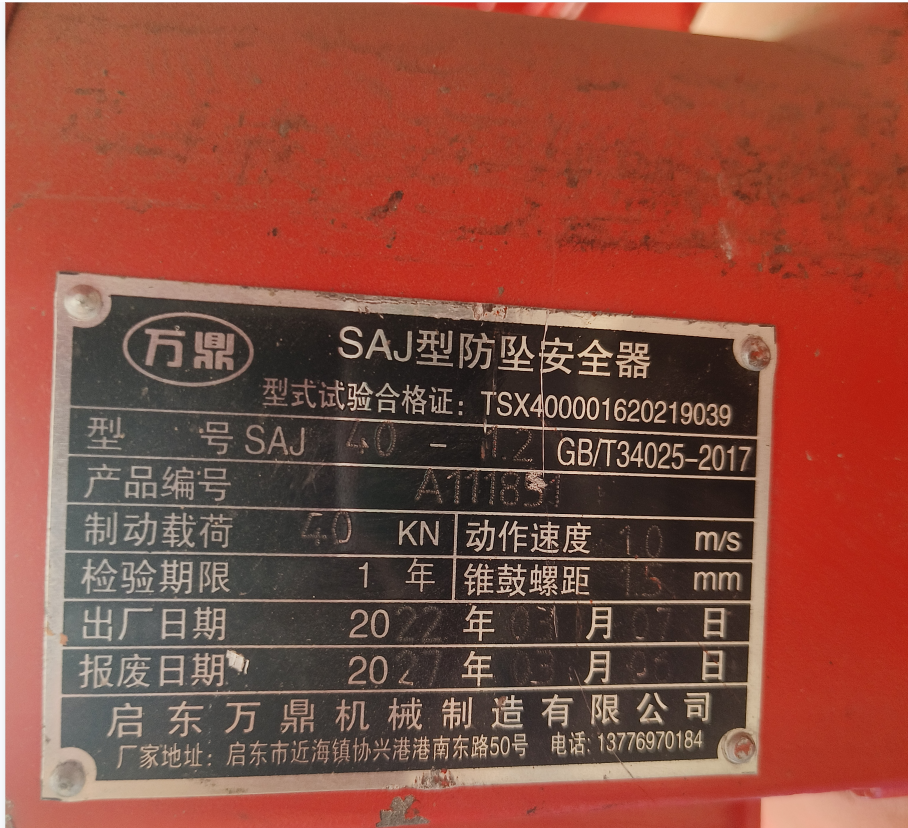 万鼎 SAJ型防坠安全器
型式试验合格证: TSX400001620219039
型 号 SAJ 40 - 1.2 GB/T34025-2017
产品编号 A111851
制动载荷 40 KN 动作速度 1.0 m/s
检验期限 1 年 锥鼓螺距 1.5 mm
出厂日期 2022 年 03 月 07 日
报废日期 2027 年 03 月 06 日
启东万鼎机械制造有限公司
厂家地址: 启东市近海镇协兴港港南东路50号 电话: 13776970184